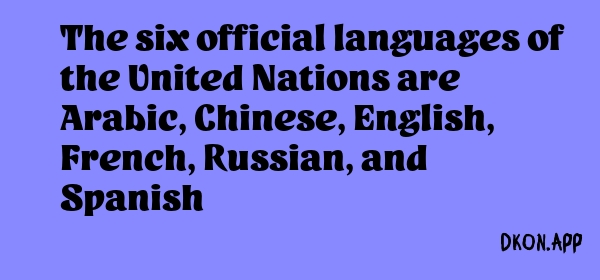 The six official languages of
the United Nations are
Arabic, Chinese, English,
French, Russian, and
Spanish
DKON.APP